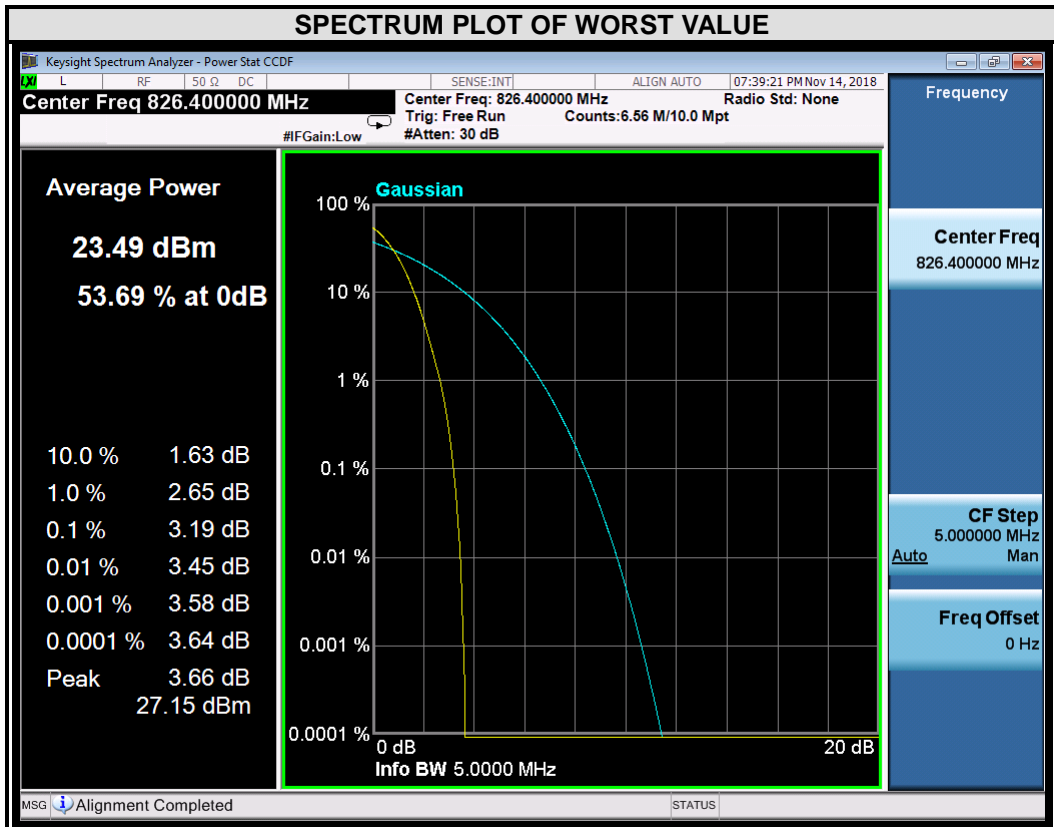 SPECTRUM PLOT OF WORST VALUE
Keysight Spectrum Analyzer - Power Stat CCDF
LXI L RF 50 Ω DC SENSE:INT ALIGN AUTO 07:39:21 PM Nov 14, 2018
Center Freq 826.400000 MHz
#IFGain:Low
Center Freq: 826.400000 MHz Radio Std: None
Trig: Free Run Counts:6.56 M/10.0 Mpt
#Atten: 30 dB
Average Power
23.49 dBm
53.69 % at 0dB
10.0 % 1.63 dB
1.0 % 2.65 dB
0.1 % 3.19 dB
0.01 % 3.45 dB
0.001 % 3.58 dB
0.0001 % 3.64 dB
Peak 3.66 dB
27.15 dBm
Gaussian
100 %
10 %
1 %
0.1 %
0.01 %
0.001 %
0.0001 %
0 dB 20 dB
Info BW 5.0000 MHz
Frequency
Center Freq
826.400000 MHz
CF Step
5.000000 MHz
Auto Man
Freq Offset
0 Hz
MSG Alignment Completed STATUS